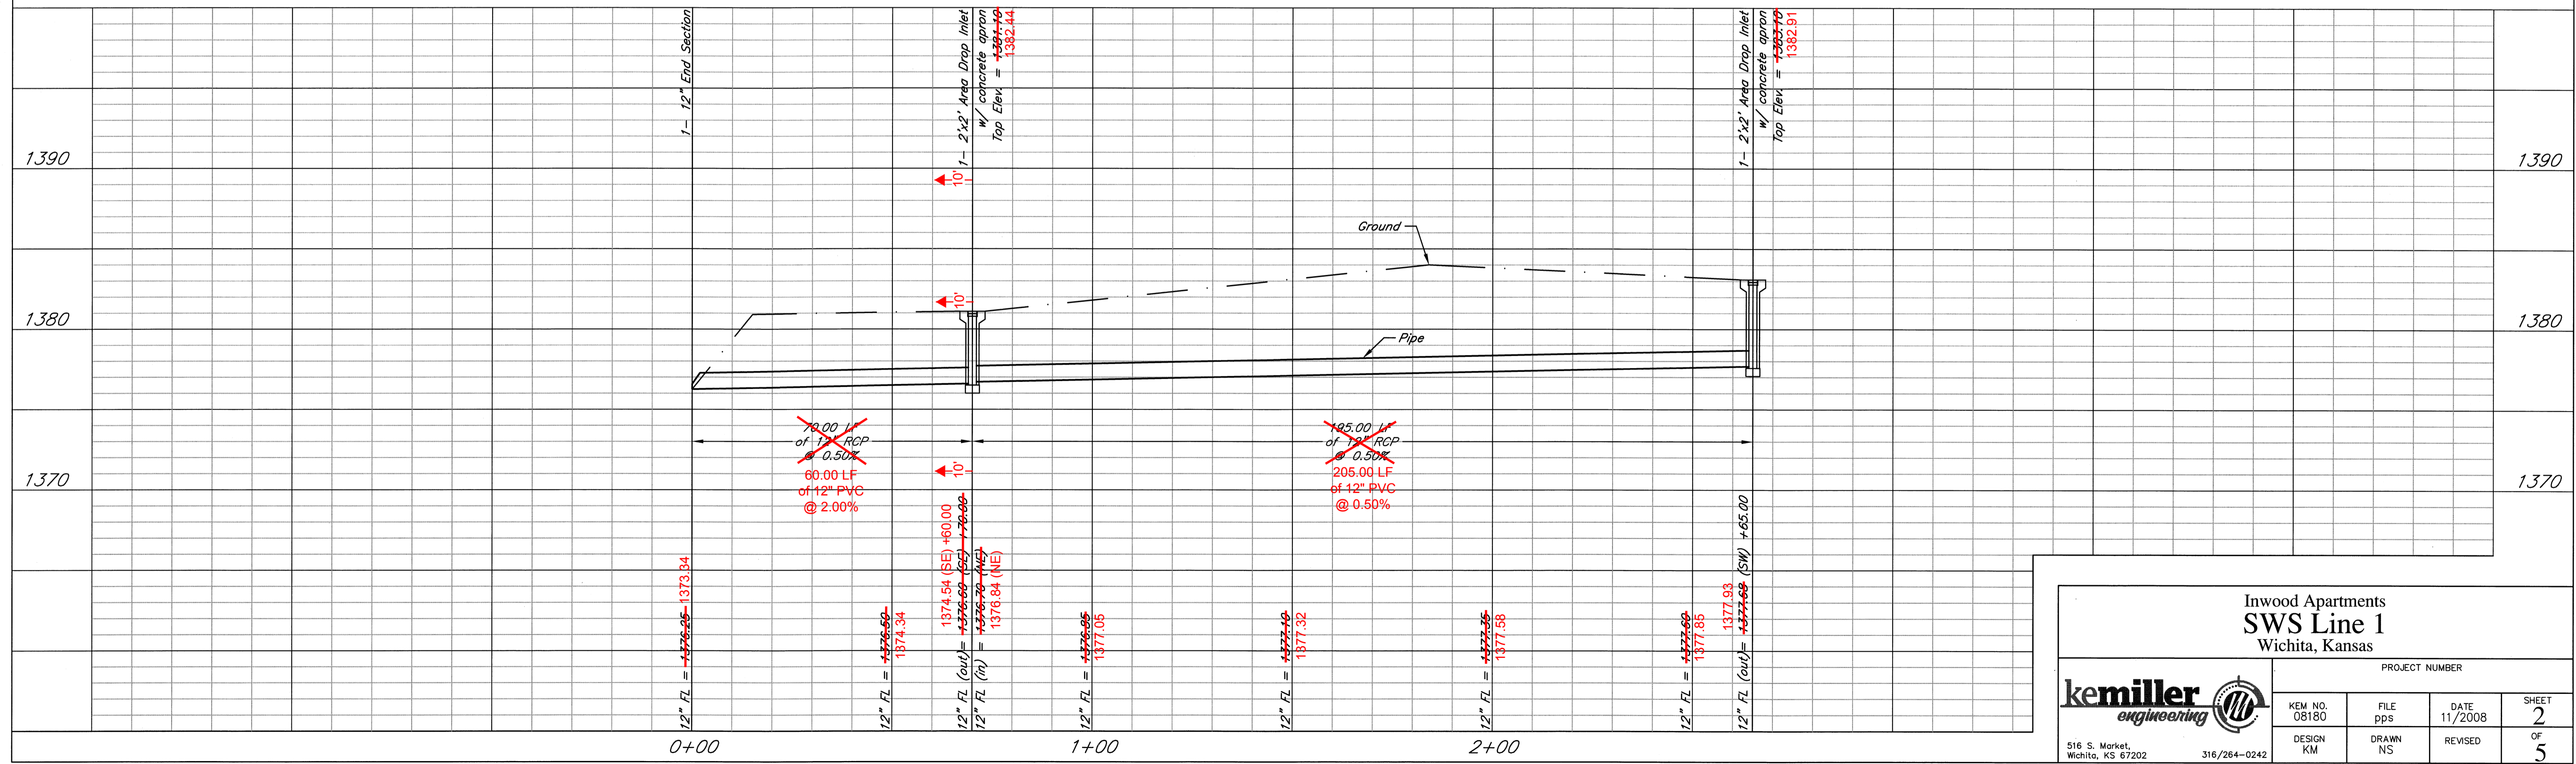 1- 12" End Section
1- 2'x2' Area Drop Inlet
w/ concrete apron
Top Elev. = 1381.10
1382.44
1- 2'x2' Area Drop Inlet
w/ concrete apron
Top Elev. = 1383.10
1382.91
1390
1390
10'
Ground
10'
1380
1380
Pipe
70.00 LF
of 12" RCP
@ 0.50%
60.00 LF
of 12" PVC
@ 2.00%
10'
195.00 LF
of 12" RCP
@ 0.50%
205.00 LF
of 12" PVC
@ 0.50%
1370
1370
12" FL = 1376.25 1373.34
12" FL = 1376.50
1374.34
1374.54 (SE) +60.00
12" FL (out)= 1376.60 (SE) +70.00
12" FL (in) = 1376.70 (NE)
1376.84 (NE)
12" FL = 1376.85
1377.05
12" FL = 1377.10
1377.32
12" FL = 1377.35
1377.58
12" FL = 1377.60
1377.85
1377.93
12" FL (out)= 1377.68 (SW) +65.00
0+00
1+00
2+00
Inwood Apartments
SWS Line 1
Wichita, Kansas
PROJECT NUMBER
kemiller
engineering
516 S. Market,
Wichita, KS 67202
316/264-0242
KEM NO.
08180
FILE
pps
DATE
11/2008
SHEET
2
DESIGN
KM
DRAWN
NS
REVISED
OF
5